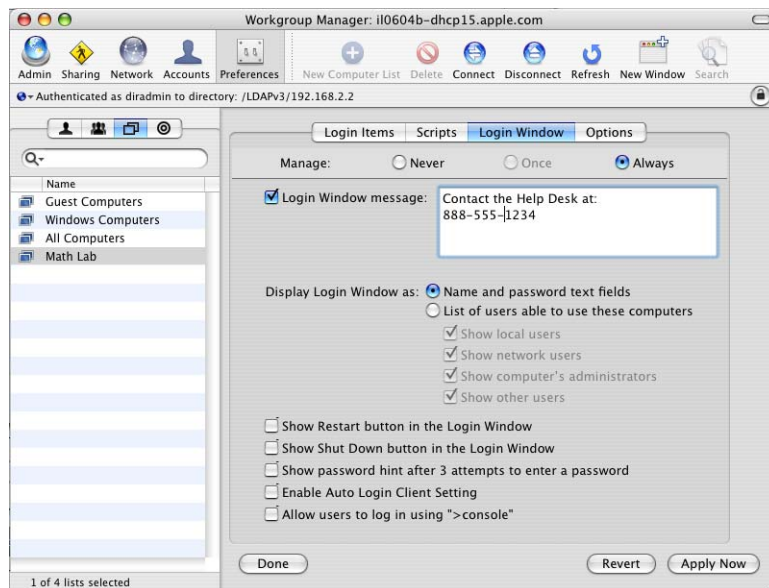 Workgroup Manager: il0604b-dhcp15.apple.com
Admin Sharing Network Accounts Preferences New Computer List Delete Connect Disconnect Refresh New Window Search
Authenticated as diradmin to directory: /LDAPv3/192.168.2.2
Login Items Scripts Login Window Options
Manage: Never Once Always
Name
Guest Computers
Windows Computers
All Computers
Math Lab
Login Window message: Contact the Help Desk at:
888-555-1234
Display Login Window as: Name and password text fields
List of users able to use these computers
Show local users
Show network users
Show computer's administrators
Show other users
Show Restart button in the Login Window
Show Shut Down button in the Login Window
Show password hint after 3 attempts to enter a password
Enable Auto Login Client Setting
Allow users to log in using ">console"
Done Revert Apply Now
1 of 4 lists selected